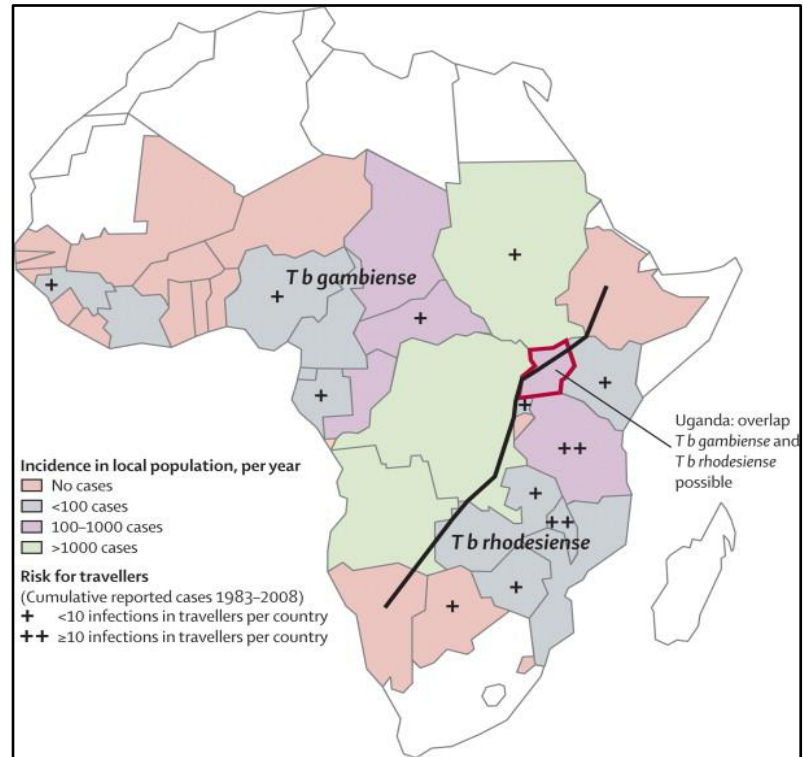 T b gambiense
+
+
+
+
+
+
+
++
Uganda: overlap
T b gambiense and
T b rhodesiense
possible
+
++
T b rhodesiense
+
+
Incidence in local population, per year
No cases
<100 cases
100–1000 cases
>1000 cases
Risk for travellers
(Cumulative reported cases 1983–2008)
+ <10 infections in travellers per country
++ ≥10 infections in travellers per country